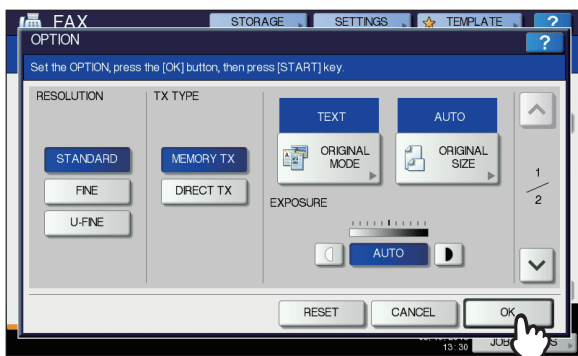 FAX
STORAGE
SETTINGS
TEMPLATE
?
OPTION
?
Set the OPTION, press the [OK] button, then press [START] key.
RESOLUTION
TX TYPE
TEXT
AUTO
STANDARD
MEMORY TX
ORIGINAL
MODE
ORIGINAL
SIZE
FINE
DIRECT TX
1
2
U-FINE
EXPOSURE
AUTO
RESET
CANCEL
OK
13:30